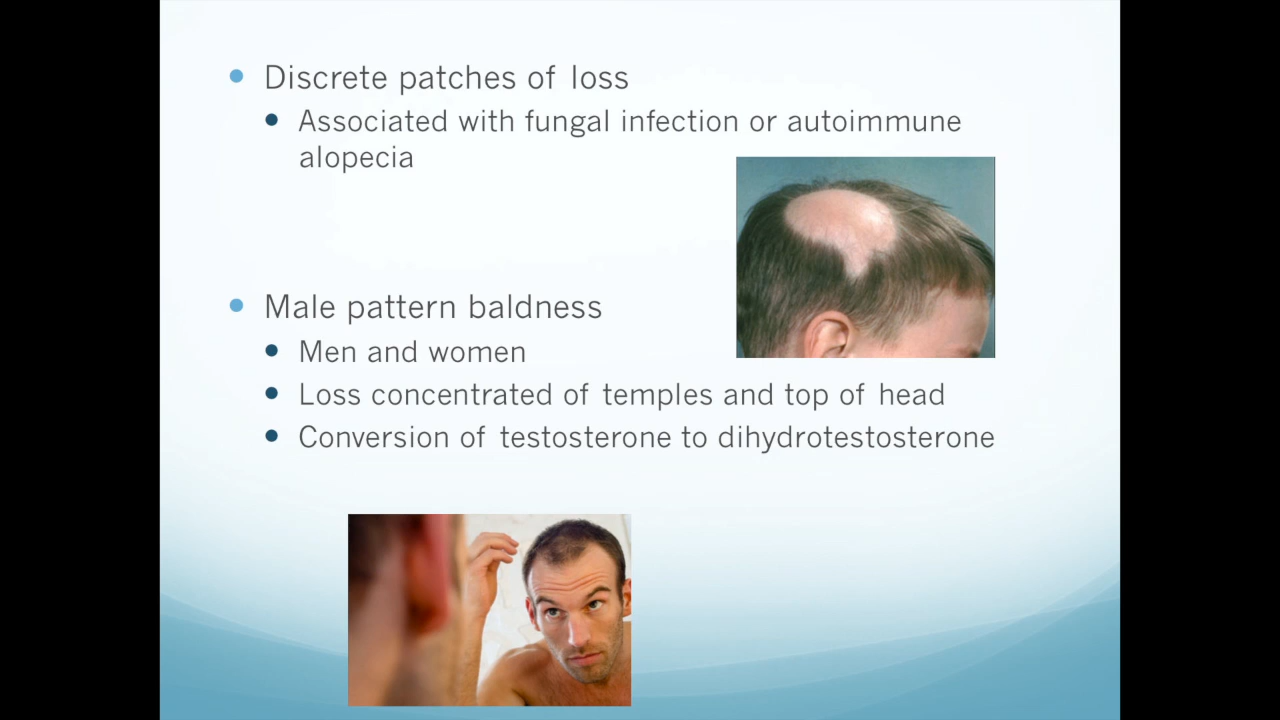 Discrete patches of loss
Associated with fungal infection or autoimmune
alopecia
Male pattern baldness
Men and women
Loss concentrated of temples and top of head
Conversion of testosterone to dihydrotestosterone